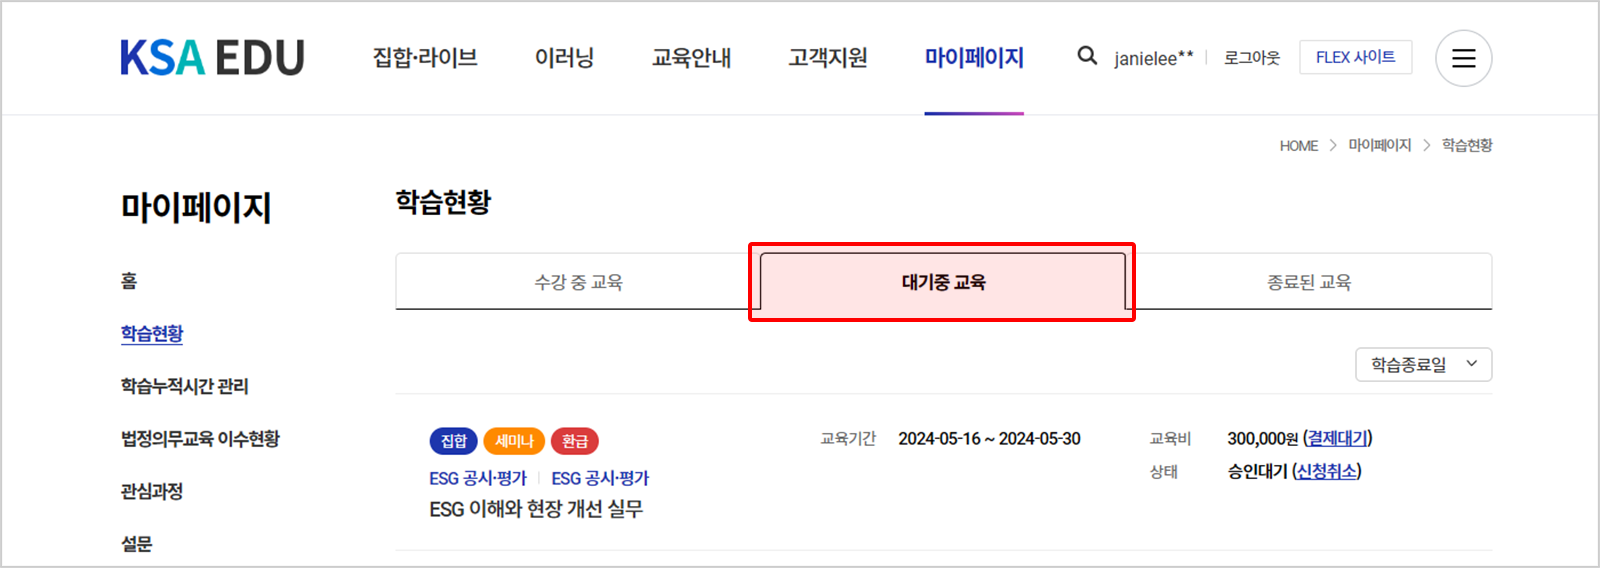 KSA EDU 집합·라이브 이러닝 교육안내 고객지원 마이페이지 janielee** 로그아웃 FLEX 사이트
HOME > 마이페이지 > 학습현황
마이페이지
홈
학습현황
학습누적시간 관리
법정의무교육 이수현황
관심과정
설문
학습현황
수강 중 교육 대기중 교육 종료된 교육
학습종료일
집합 세미나 환급
ESG 공시·평가 ESG 공시·평가
ESG 이해와 현장 개선 실무
교육기간 2024-05-16 ~ 2024-05-30
교육비 300,000원 (결제대기)
상태 승인대기 (신청취소)